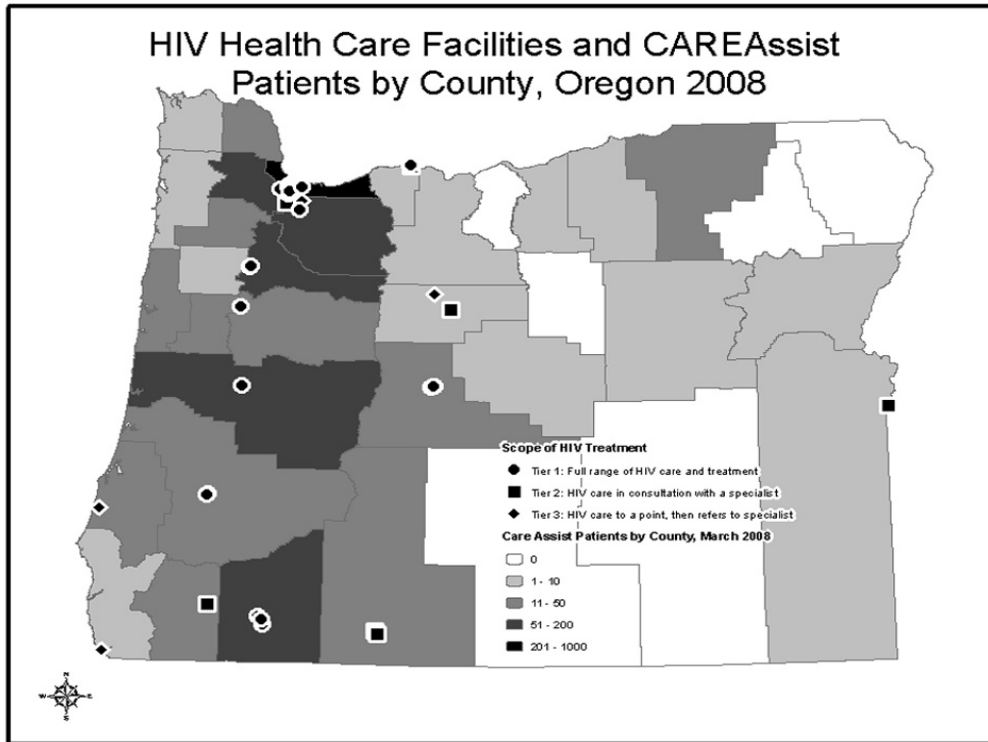 HIV Health Care Facilities and CAREAssist
Patients by County, Oregon 2008
Scope of HIV Treatment
Tier 1: Full range of HIV care and treatment
Tier 2: HIV care in consultation with a specialist
Tier 3: HIV care to a point, then refers to specialist
Care Assist Patients by County, March 2008
0
1 - 10
11 - 50
51 - 200
201 - 1000
N
W
E
S